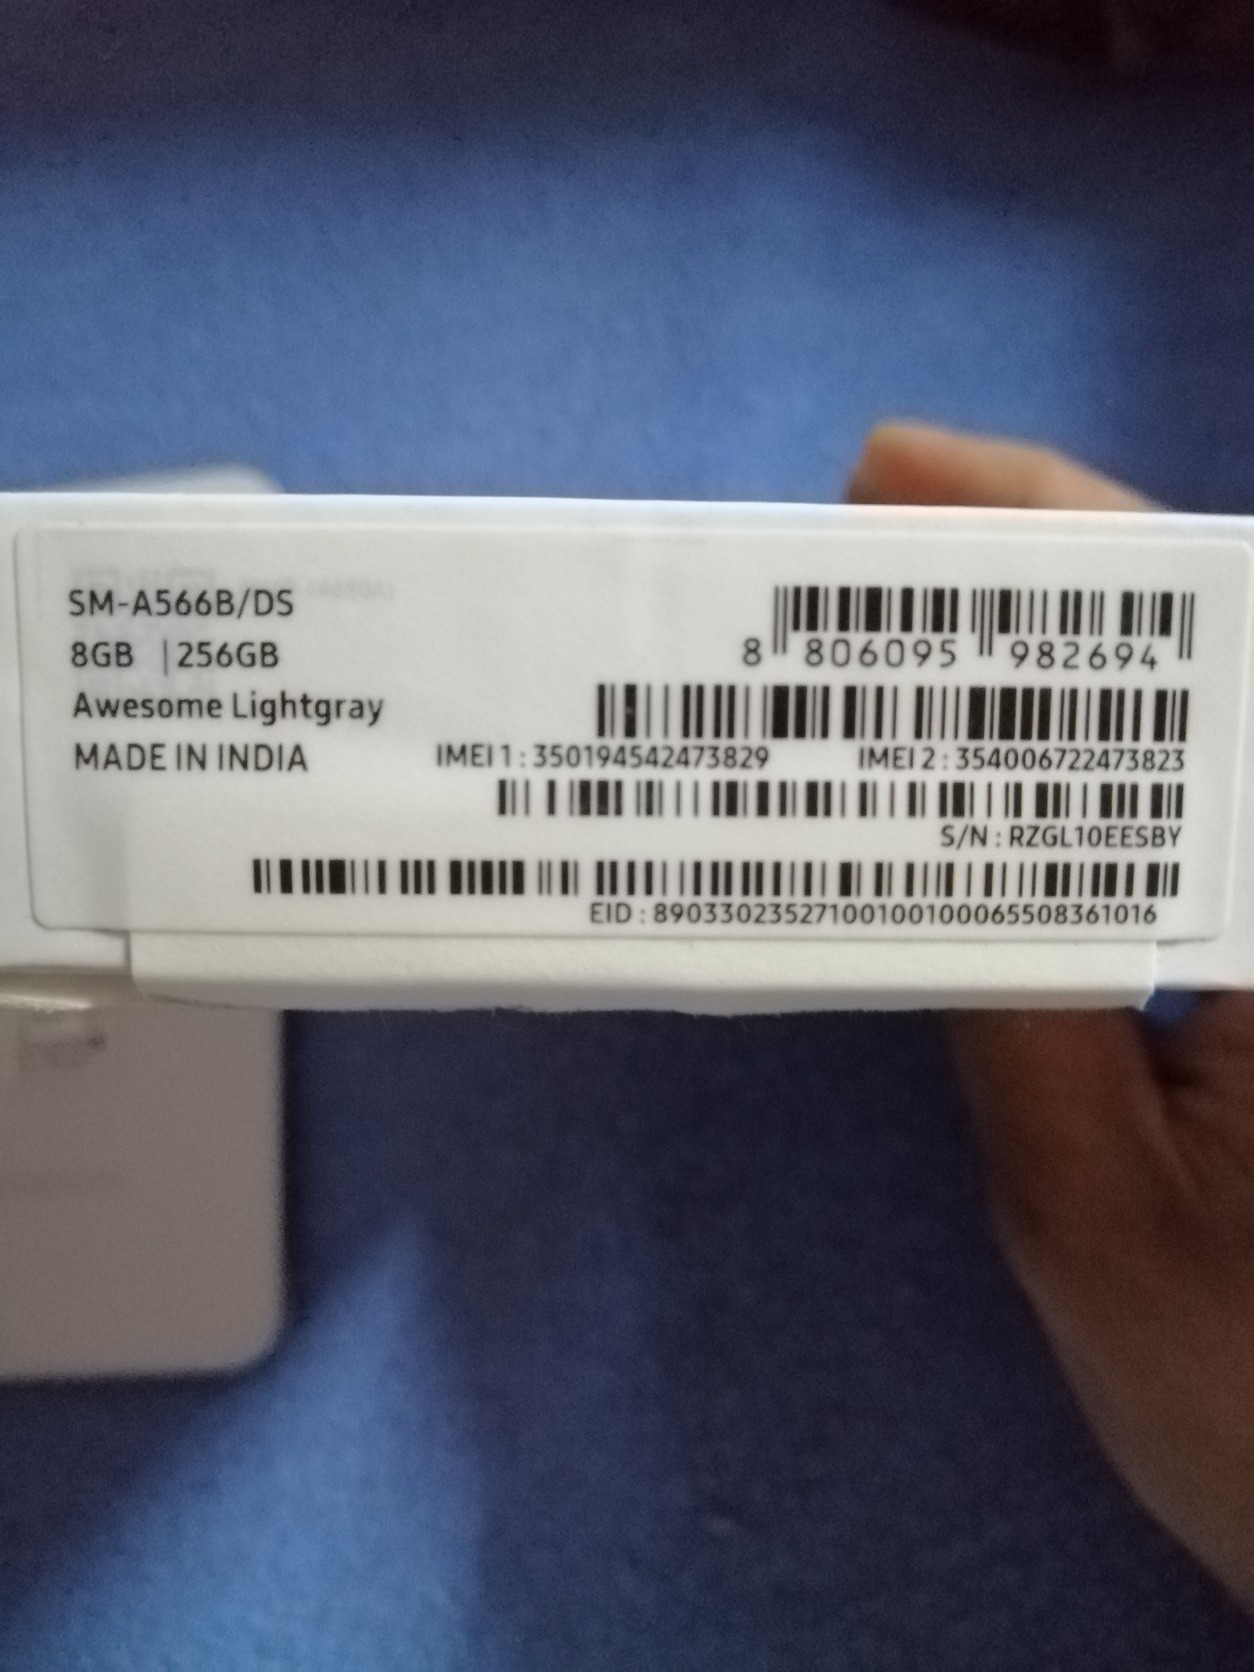 SM-A566B/DS
8GB | 256GB
Awesome Lightgray
MADE IN INDIA
8 806095 982694
IMEI 1 : 350194542473829 IMEI 2 : 354006722473823
S/N : RZGL10EESBY
EID : 89033023527100100100065508361016